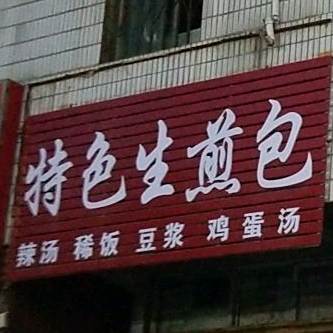 特色生煎包
辣汤 稀饭 豆浆 鸡蛋汤